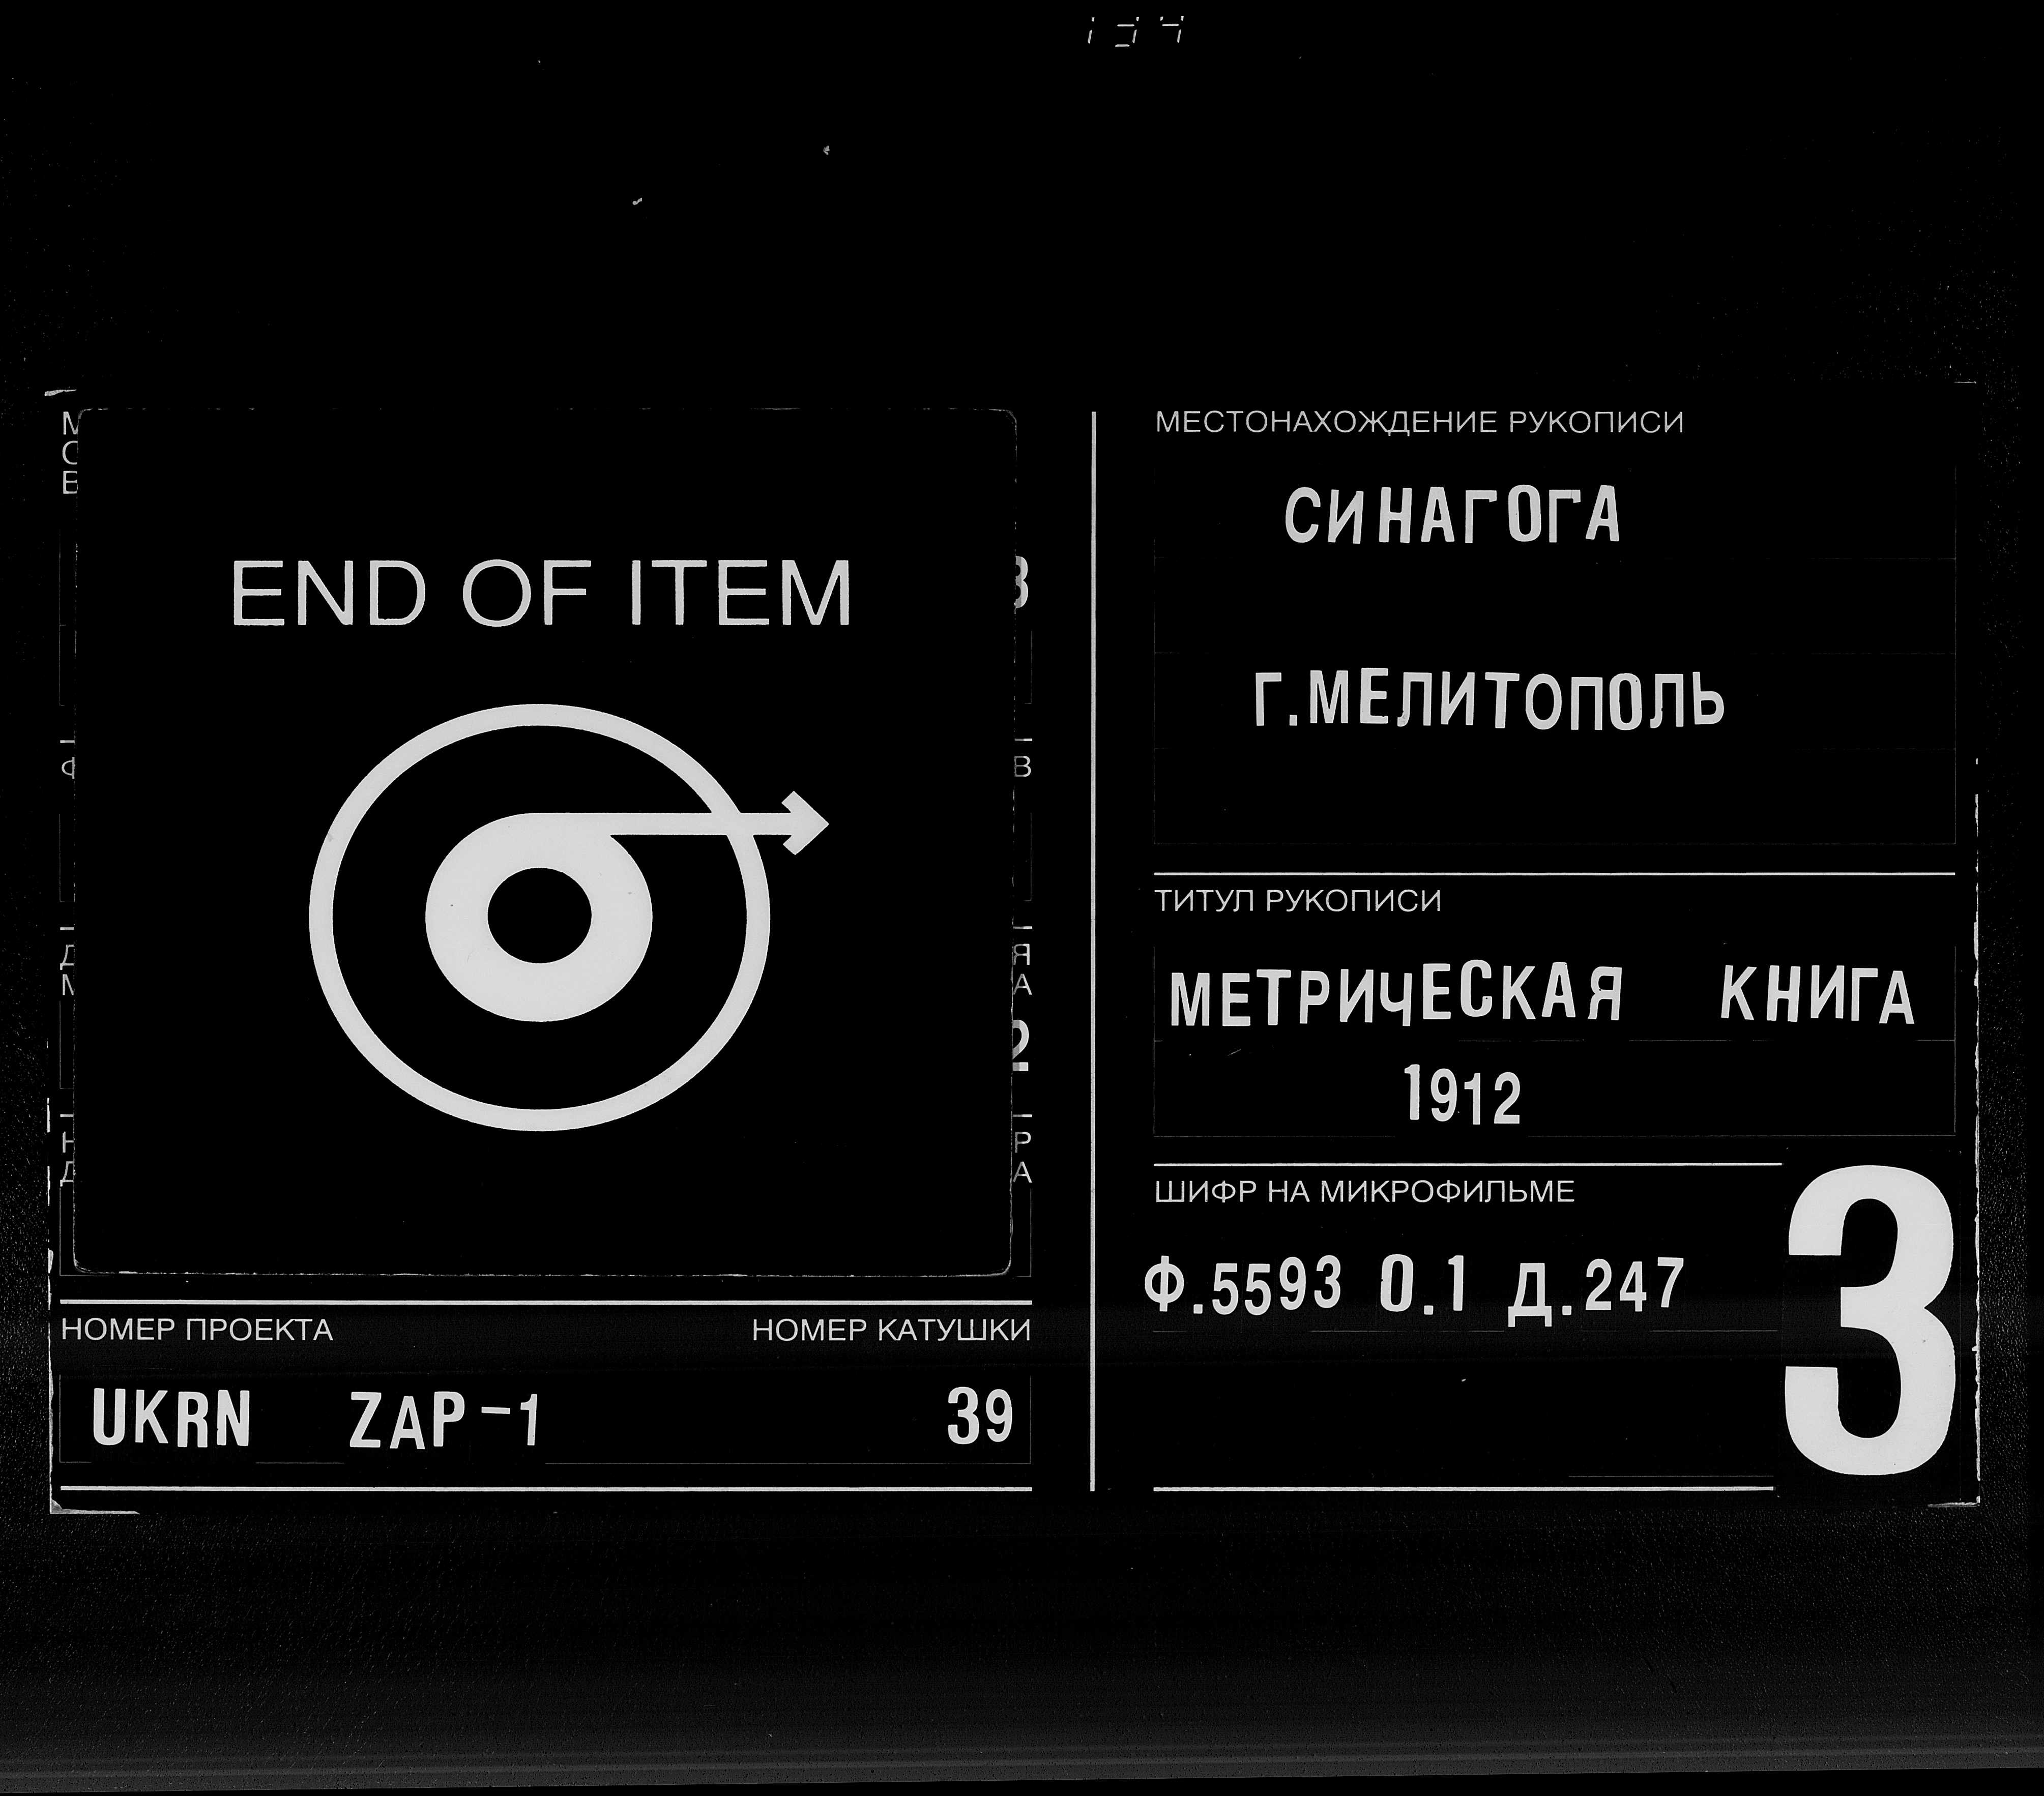 END OF ITEM
НОМЕР ПРОЕКТА НОМЕР КАТУШКИ
UKRN ZAP-1 39
МЕСТОНАХОЖДЕНИЕ РУКОПИСИ
СИНАГОГА
Г.МЕЛИТОПОЛЬ
ТИТУЛ РУКОПИСИ
МЕТРИЧЕСКАЯ КНИГА
1912
ШИФР НА МИКРОФИЛЬМЕ
Ф.5593 О.1 Д.247
3